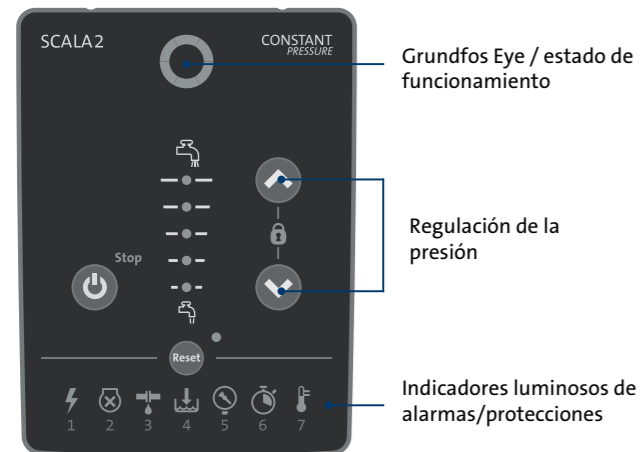 SCALA2
CONSTANT
PRESSURE
Grundfos Eye / estado de
funcionamiento
Regulación de la
presión
Stop
Reset
Indicadores luminosos de
alarmas/protecciones
1 2 3 4 5 6 7